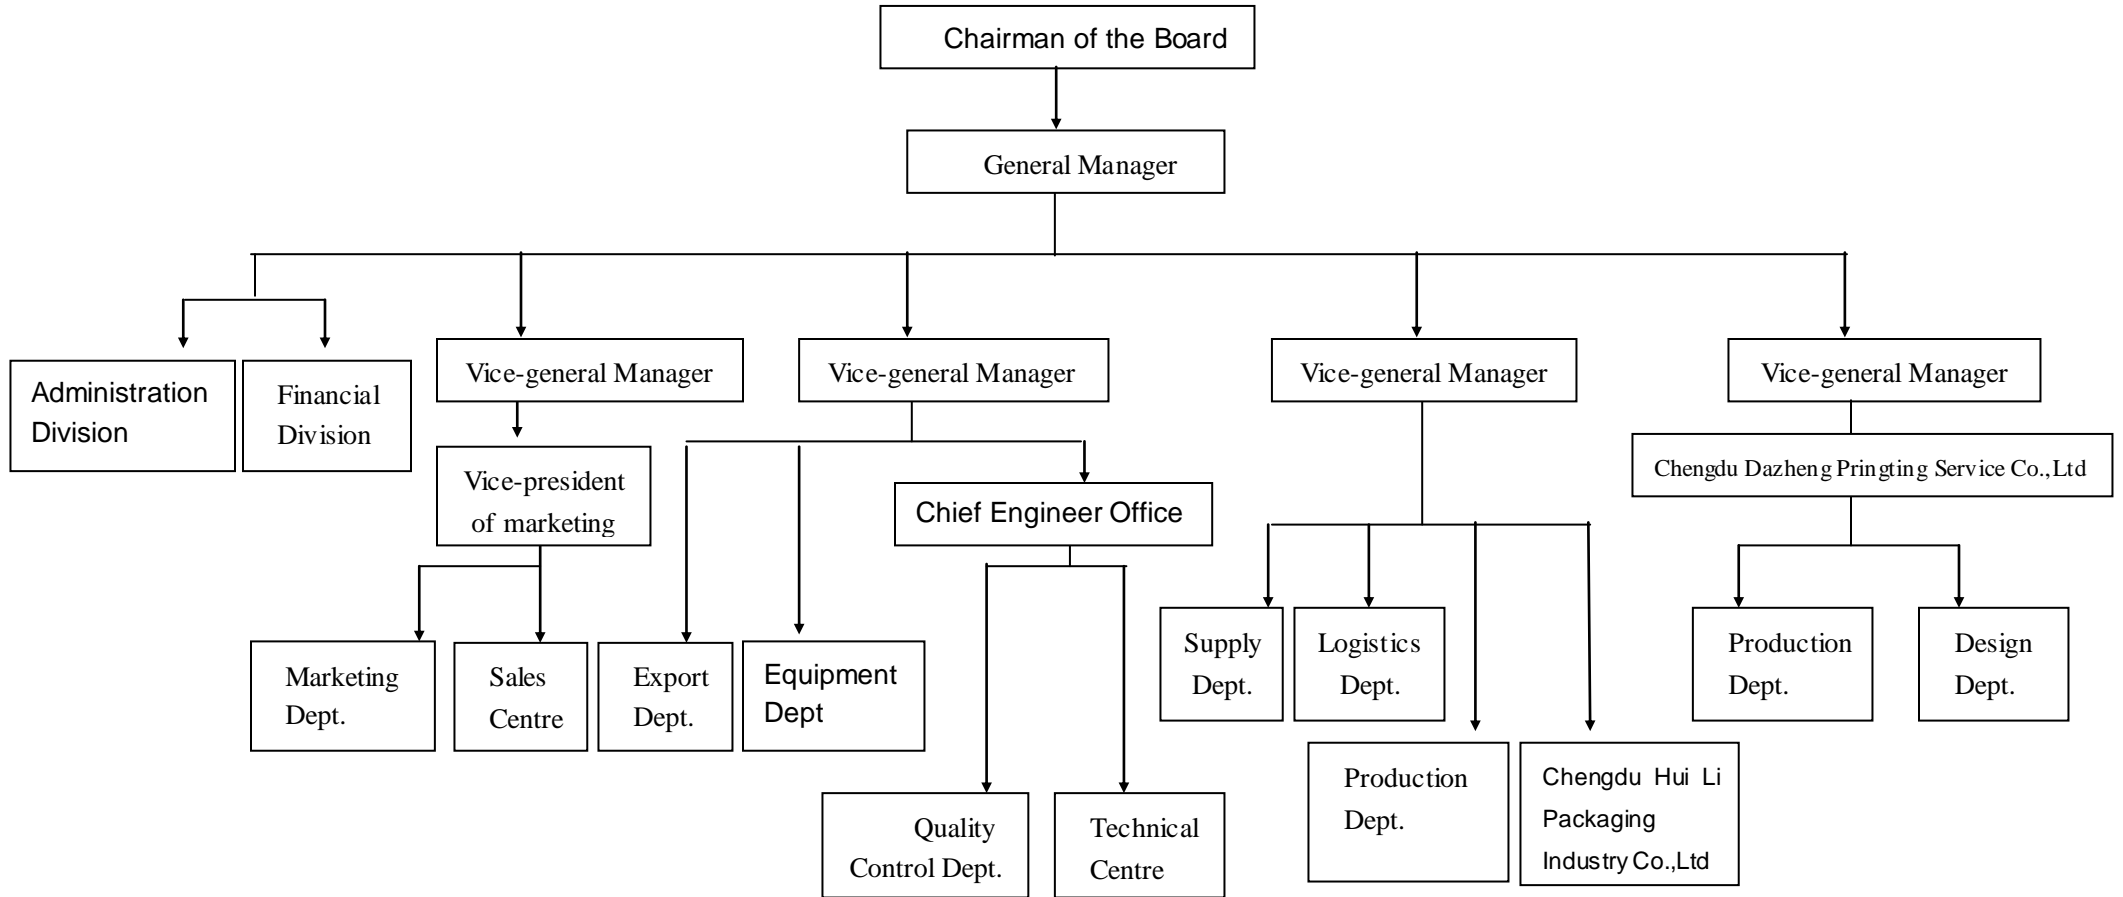 Chairman of the Board
General Manager
Administration
Division
Financial
Division
Vice-general Manager
Vice-general Manager
Vice-general Manager
Vice-general Manager
Vice-president
of marketing
Chief Engineer Office
Chengdu Dazheng Pringting Service Co.,Ltd
Marketing
Dept.
Sales
Centre
Export
Dept.
Equipment
Dept
Supply
Dept.
Logistics
Dept.
Production
Dept.
Design
Dept.
Quality
Control Dept.
Technical
Centre
Production
Dept.
Chengdu Hui Li
Packaging
Industry Co.,Ltd